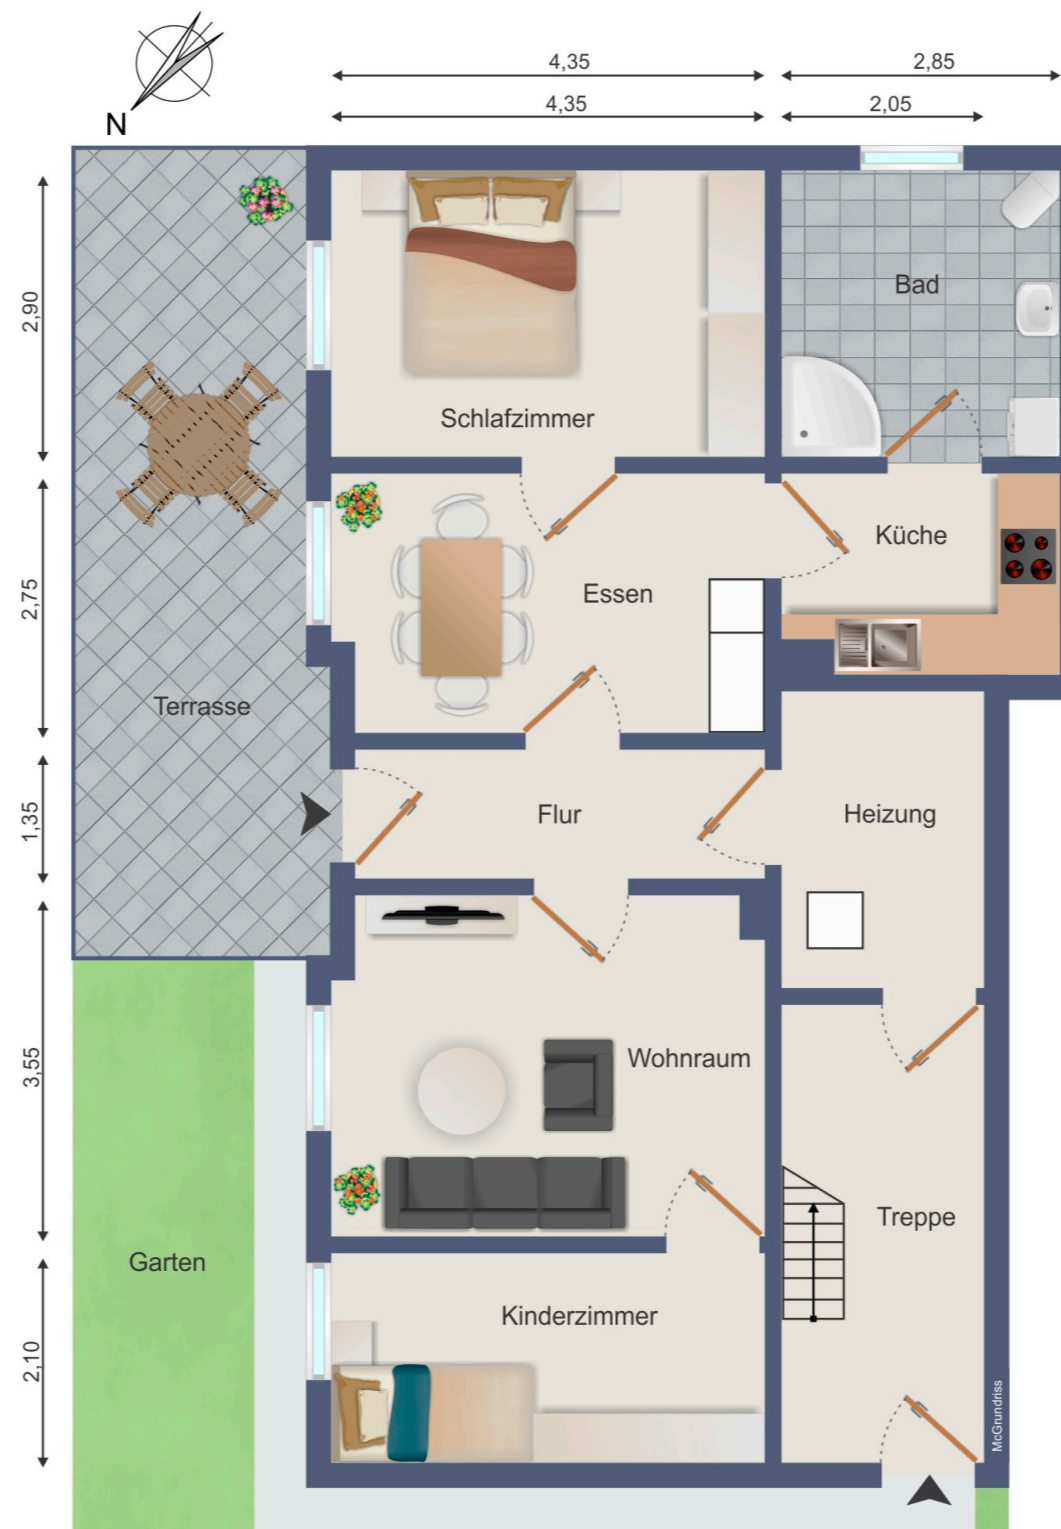 4,35
2,85
4,35
2,05
N
2,90
Bad
Schlafzimmer
Küche
2,75
Essen
Terrasse
1,35
Flur
Heizung
3,55
Wohnraum
Treppe
Garten
Kinderzimmer
2,10
McGrundriss